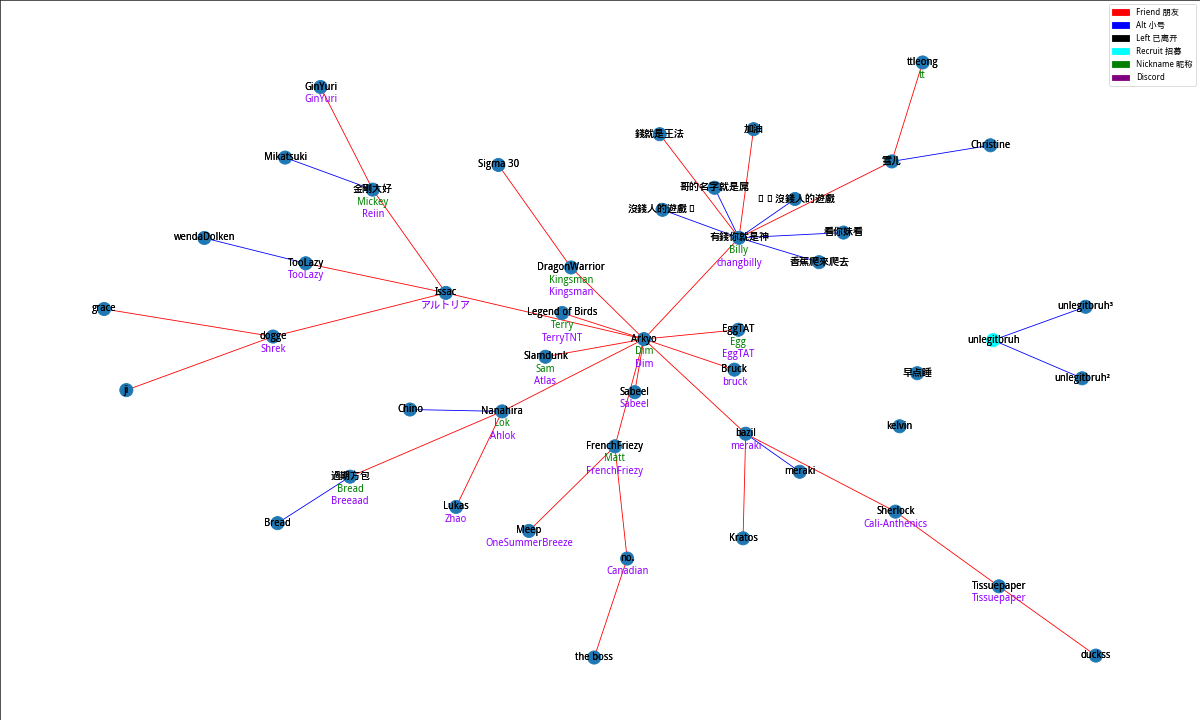 Friend 朋友
Alt 小号
Left 已离开
Recruit 招募
Nickname 昵称
Discord
ttleong
tt
GinYuri
GinYuri
錢就是王法
加油
Christine
Mikatsuki
Sigma 30
雪儿
金剛大好
Mickey
Reiin
哥的名字就是屌
沒錢人的遊戲
沒錢人的遊戲
wendaDolken
有錢你就是神
Billy
changbilly
看你妹看
TooLazy
TooLazy
DragonWarrior
Kingsman
Kingsman
香蕉爬來爬去
Issac
アルトリア
grace
Legend of Birds
Terry
TerryTNT
unlegitbruh³
dogge
Shrek
Arkyo
Dim
Dim
EggTAT
Egg
EggTAT
unlegitbruh
Slamdunk
Sam
Atlas
Bruck
bruck
早点睡
unlegitbruh²
ji
Sabeel
Sabeel
Chino
Nanahira
Lok
Ahlok
kelvin
bazil
meraki
FrenchFriezy
Matt
FrenchFriezy
meraki
過期方包
Bread
Breeaad
Lukas
Zhao
Sherlock
Cali-Anthenics
Bread
Meep
OneSummerBreeze
Kratos
no.
Canadian
Tissuepaper
Tissuepaper
the boss
duckss